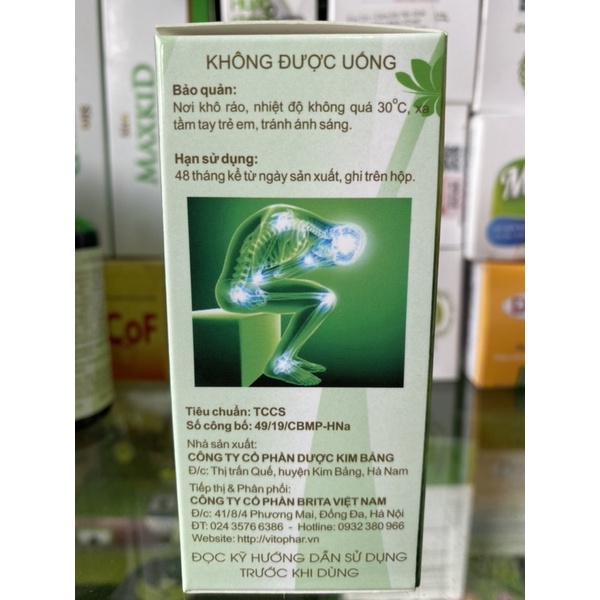 KHÔNG ĐƯỢC UỐNG
Bảo quản:
Nơi khô ráo, nhiệt độ không quá 30°C, xa
tầm tay trẻ em, tránh ánh sáng.
Hạn sử dụng:
48 tháng kể từ ngày sản xuất, ghi trên hộp.
Tiêu chuẩn: TCCS
Số công bố: 49/19/CBMP-HNa
Nhà sản xuất:
CÔNG TY CỔ PHẦN DƯỢC KIM BẢNG
Đ/c: Thị trấn Quế, huyện Kim Bảng, Hà Nam
Tiếp thị & Phân phối:
CÔNG TY CỔ PHẦN BRITA VIỆT NAM
Đ/c: 41/8/4 Phương Mai, Đống Đa, Hà Nội
ĐT: 024 3576 6386 - Hotline: 0932 380 966
Website: http://vitophar.vn
ĐỌC KỸ HƯỚNG DẪN SỬ DỤNG
TRƯỚC KHI DÙNG
MAXKID
CoF